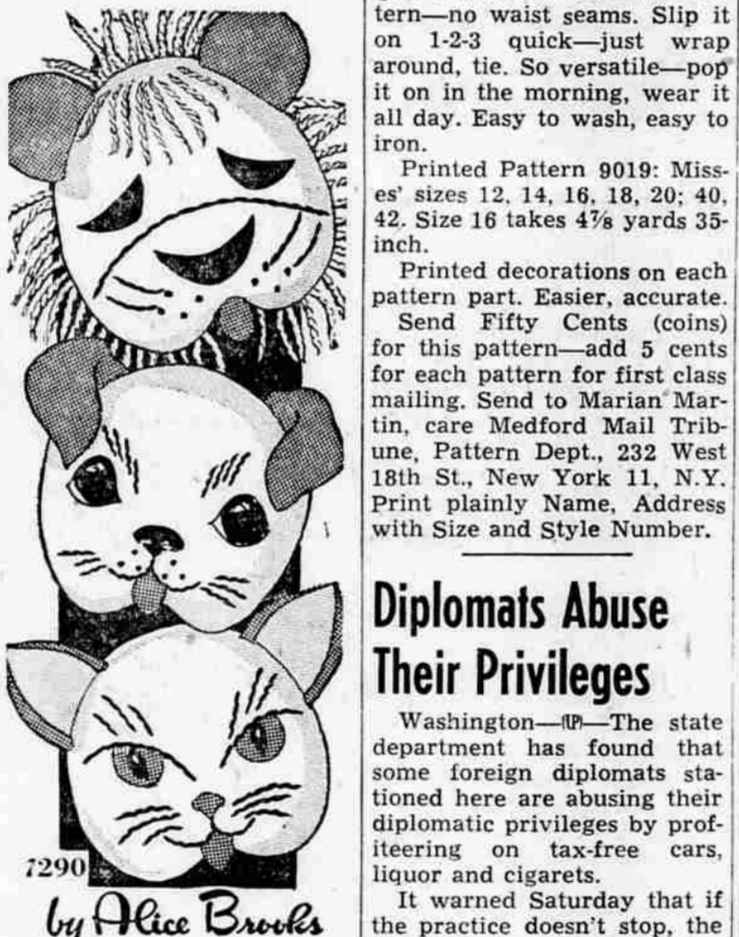 7290
by Alice Brooks
tern—no waist seams. Slip it
on 1-2-3 quick—just wrap
around, tie. So versatile—pop
it on in the morning, wear it
all day. Easy to wash, easy to
iron.
Printed Pattern 9019: Miss-
es' sizes 12, 14, 16, 18, 20; 40,
42. Size 16 takes 4⅞ yards 35-
inch.
Printed decorations on each
pattern part. Easier, accurate.
Send Fifty Cents (coins)
for this pattern—add 5 cents
for each pattern for first class
mailing. Send to Marian Mar-
tin, care Medford Mail Trib-
une, Pattern Dept., 232 West
18th St., New York 11, N.Y.
Print plainly Name, Address
with Size and Style Number.
Diplomats Abuse
Their Privileges
Washington—(UP)—The state
department has found that
some foreign diplomats sta-
tioned here are abusing their
diplomatic privileges by prof-
iteering on tax-free cars,
liquor and cigarets.
It warned Saturday that if
the practice doesn't stop, the